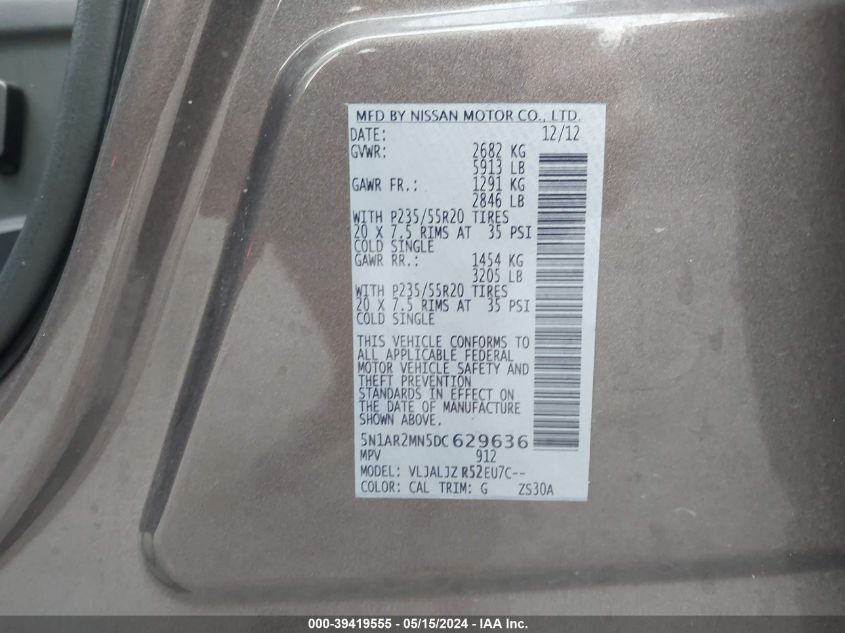 MFD BY NISSAN MOTOR CO., LTD.
DATE: 12/12
GVWR: 2682 KG
5913 LB
GAWR FR.: 1291 KG
2846 LB
WITH P235/55R20 TIRES
20 X 7.5 RIMS AT 35 PSI
COLD SINGLE
GAWR RR.: 1454 KG
3205 LB
WITH P235/55R20 TIRES
20 X 7.5 RIMS AT 35 PSI
COLD SINGLE
THIS VEHICLE CONFORMS TO
ALL APPLICABLE FEDERAL
MOTOR VEHICLE SAFETY AND
THEFT PREVENTION
STANDARDS IN EFFECT ON
THE DATE OF MANUFACTURE
SHOWN ABOVE.
5N1AR2MN5DC629636
MPV 912
MODEL: VLJALJZ R52EU7C--
COLOR: CAL TRIM: G ZS30A
000-39419555 - 05/15/2024 - IAA Inc.